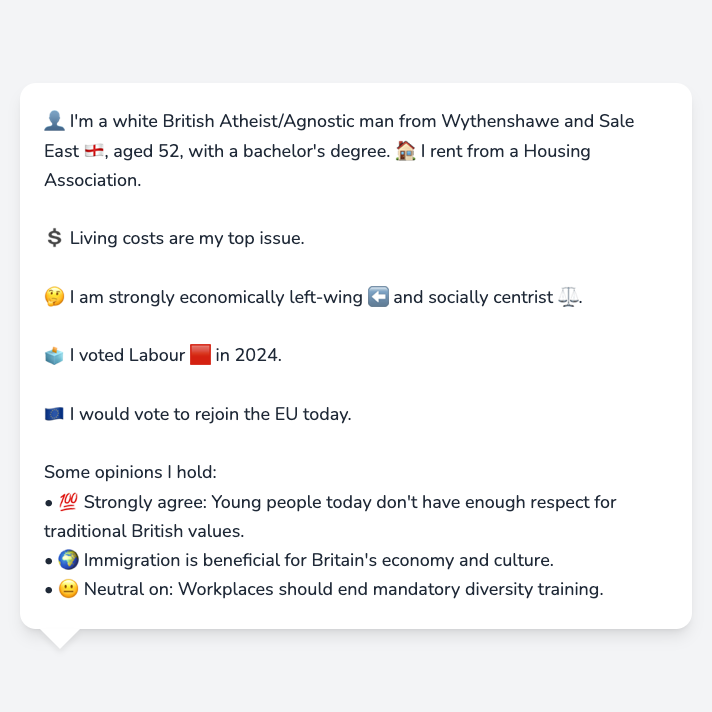 👤 I'm a white British Atheist/Agnostic man from Wythenshawe and Sale
East 🏴󠁧󠁢󠁥󠁮󠁧󠁿, aged 52, with a bachelor's degree. 🏠 I rent from a Housing
Association.
💲 Living costs are my top issue.
🤔 I am strongly economically left-wing ⬅️ and socially centrist ⚖️.
🗳️ I voted Labour 🟥 in 2024.
🇪🇺 I would vote to rejoin the EU today.
Some opinions I hold:
• 💯 Strongly agree: Young people today don't have enough respect for
traditional British values.
• 🌍 Immigration is beneficial for Britain's economy and culture.
• 😐 Neutral on: Workplaces should end mandatory diversity training.